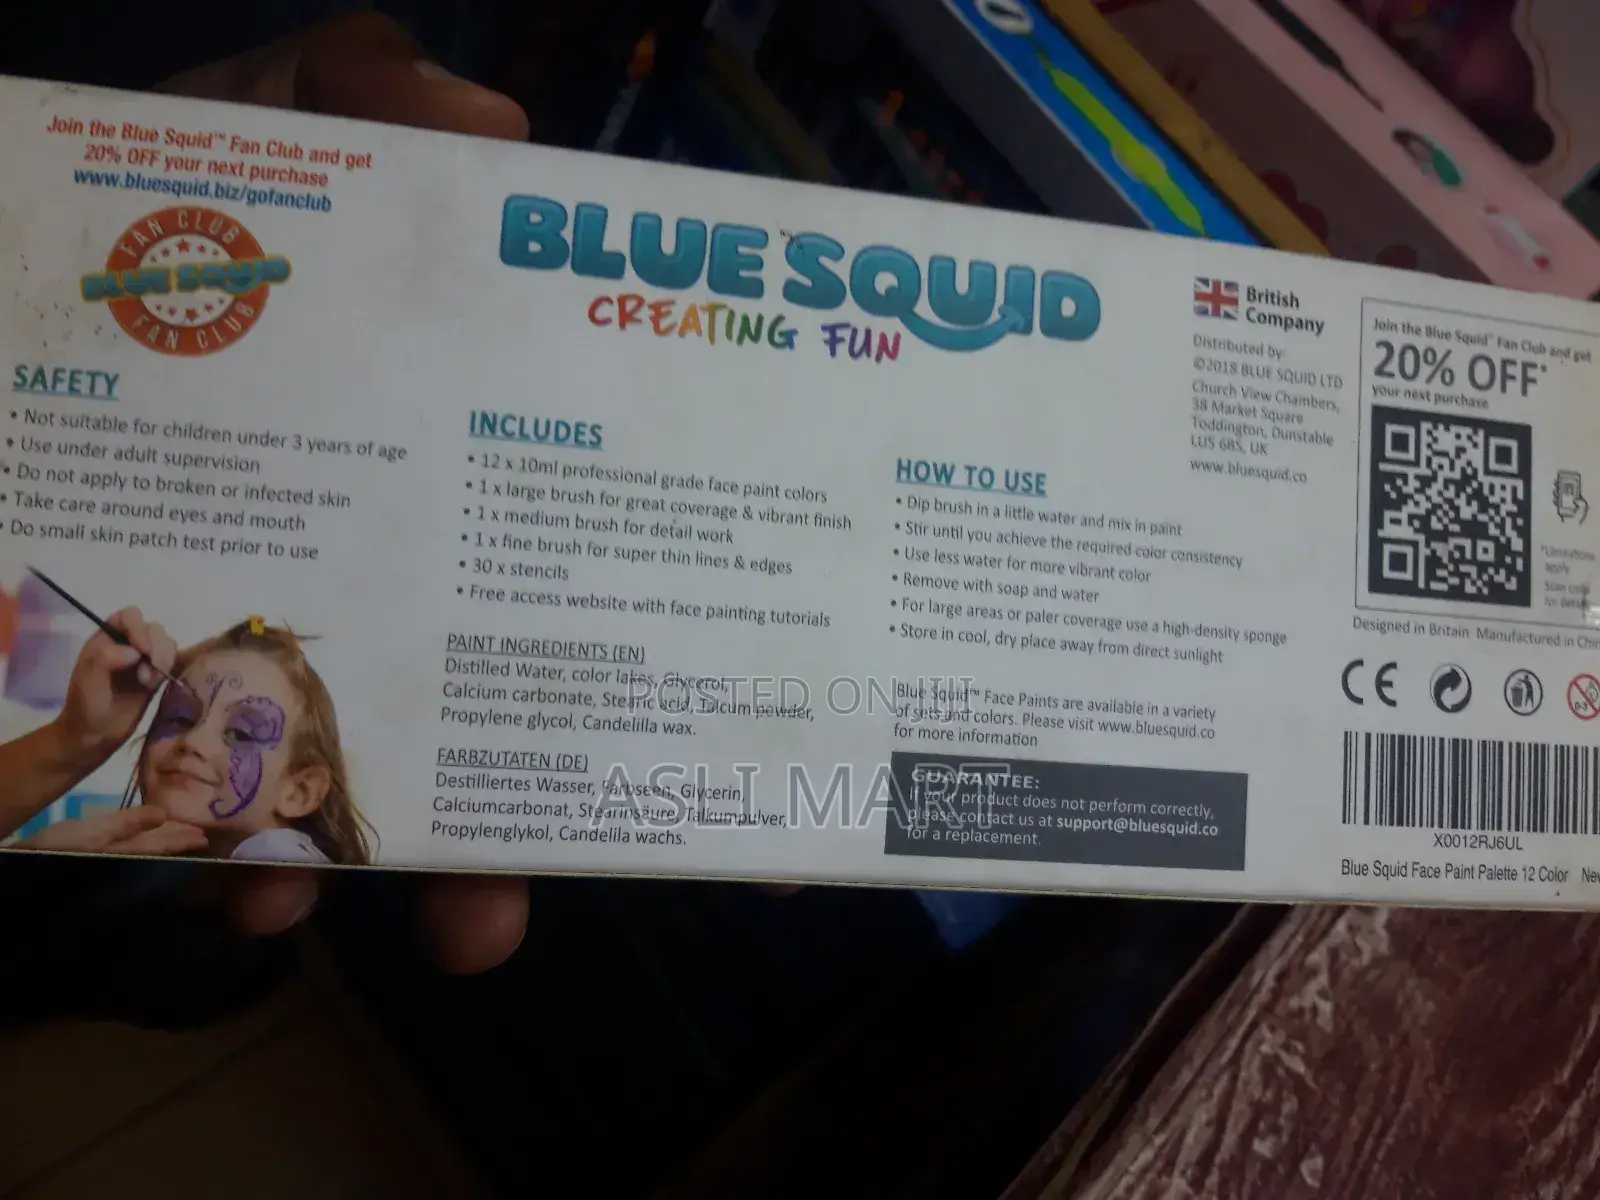 Join the Blue Squid™ Fan Club and get
20% OFF your next purchase
www.bluesquid.biz/gofanclub
FAN CLUB
BLUE SQUID
FAN CLUB
SAFETY
• Not suitable for children under 3 years of age
• Use under adult supervision
• Do not apply to broken or infected skin
• Take care around eyes and mouth
• Do small skin patch test prior to use
BLUE SQUID
CREATING FUN
INCLUDES
• 12 x 10ml professional grade face paint colors
• 1 x large brush for great coverage & vibrant finish
• 1 x medium brush for detail work
• 1 x fine brush for super thin lines & edges
• 30 x stencils
• Free access website with face painting tutorials
PAINT INGREDIENTS (EN)
Distilled Water, color lakes, Glycerol,
Calcium carbonate, Stearic acid, Talcum powder,
Propylene glycol, Candelilla wax.
FARBZUTATEN (DE)
Destilliertes Wasser, Farbseen, Glycerin,
Calciumcarbonat, Stearinsäure, Talkumpulver,
Propylenglykol, Candelilla wachs.
HOW TO USE
• Dip brush in a little water and mix in paint
• Stir until you achieve the required color consistency
• Use less water for more vibrant color
• Remove with soap and water
• For large areas or paler coverage use a high-density sponge
• Store in cool, dry place away from direct sunlight
Blue Squid™ Face Paints are available in a variety
of sets and colors. Please visit www.bluesquid.co
for more information
GUARANTEE:
If your product does not perform correctly,
please contact us at support@bluesquid.co
for a replacement.
British
Company
Distributed by:
©2018 BLUE SQUID LTD
Church View Chambers,
38 Market Square
Toddington, Dunstable
LU5 6BS, UK
www.bluesquid.co
Join the Blue Squid™ Fan Club and get
20% OFF*
your next purchase
*Limitations
apply
Scan code
for details
Designed in Britain Manufactured in Chin
CE
0-3
X0012RJ6UL
Blue Squid Face Paint Palette 12 Color New
POSTED ON JIJI
ASLI MART